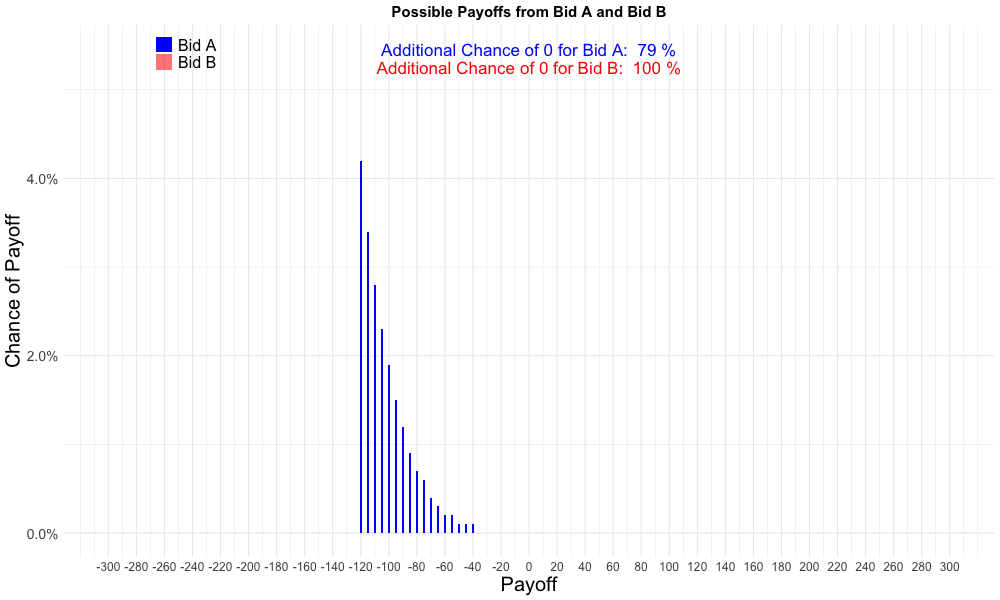 Possible Payoffs from Bid A and Bid B
Bid A
Bid B
Additional Chance of 0 for Bid A:  79 %
Additional Chance of 0 for Bid B:  100 %
Chance of Payoff
4.0%
2.0%
0.0%
-300 -280 -260 -240 -220 -200 -180 -160 -140 -120 -100 -80 -60 -40 -20 0 20 40 60 80 100 120 140 160 180 200 220 240 260 280 300
Payoff